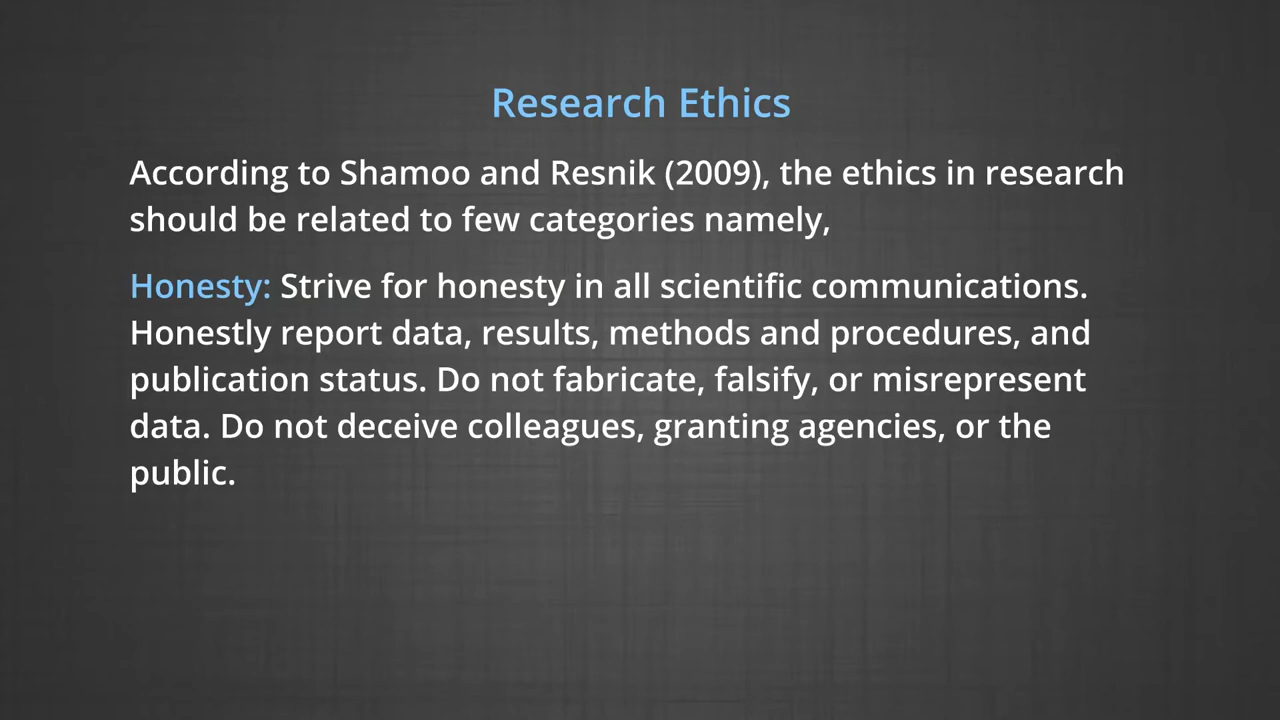 Research Ethics
According to Shamoo and Resnik (2009), the ethics in research
should be related to few categories namely,
Honesty: Strive for honesty in all scientific communications.
Honestly report data, results, methods and procedures, and
publication status. Do not fabricate, falsify, or misrepresent
data. Do not deceive colleagues, granting agencies, or the
public.